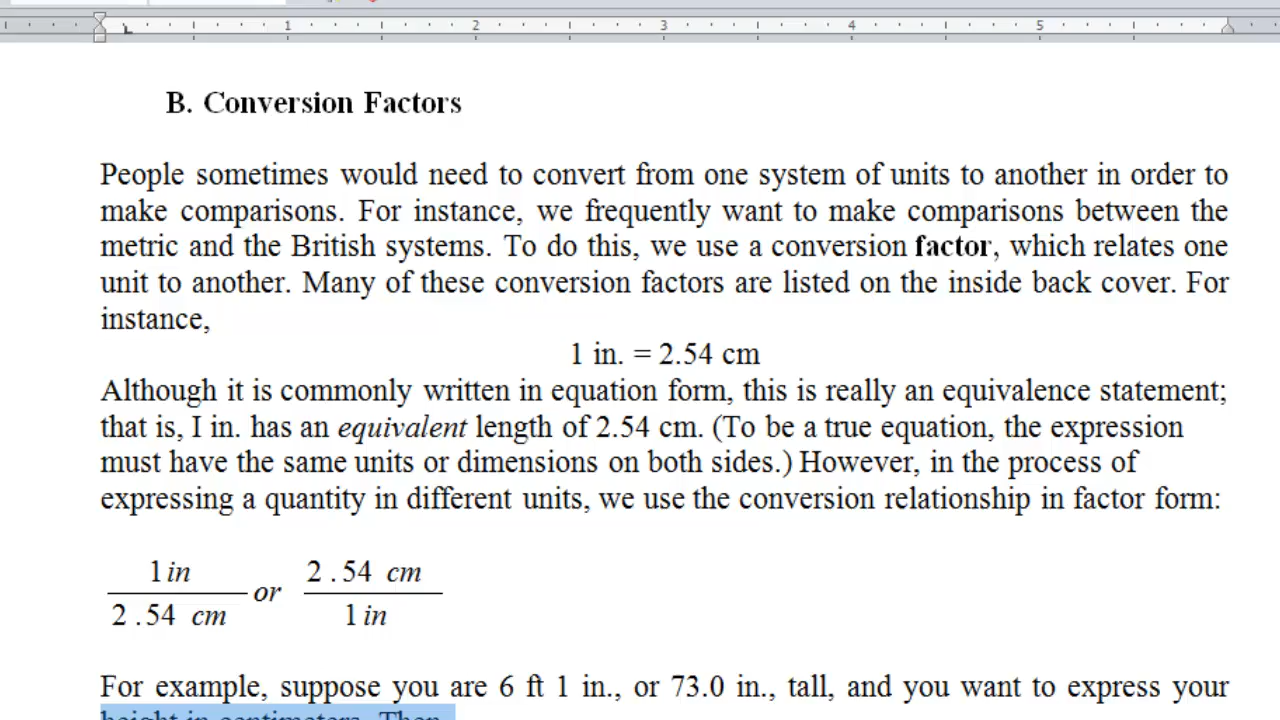 1 2 3 4 5
B. Conversion Factors
People sometimes would need to convert from one system of units to another in order to
make comparisons. For instance, we frequently want to make comparisons between the
metric and the British systems. To do this, we use a conversion factor, which relates one
unit to another. Many of these conversion factors are listed on the inside back cover. For
instance,
1 in. = 2.54 cm
Although it is commonly written in equation form, this is really an equivalence statement;
that is, I in. has an equivalent length of 2.54 cm. (To be a true equation, the expression
must have the same units or dimensions on both sides.) However, in the process of
expressing a quantity in different units, we use the conversion relationship in factor form:
1 in / 2.54 cm or 2.54 cm / 1 in
For example, suppose you are 6 ft 1 in., or 73.0 in., tall, and you want to express your
height in centimeters. Then